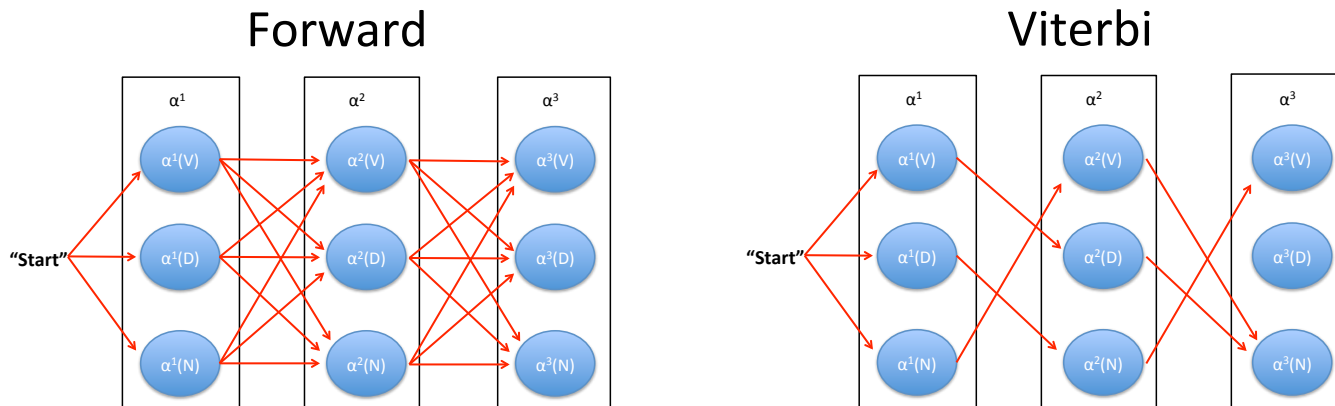 Forward
Viterbi
α¹ α² α³
α¹ α² α³
α¹(V) α²(V) α³(V)
α¹(V) α²(V) α³(V)
“Start” α¹(D) α²(D) α³(D)
“Start” α¹(D) α²(D) α³(D)
α¹(N) α²(N) α³(N)
α¹(N) α²(N) α³(N)